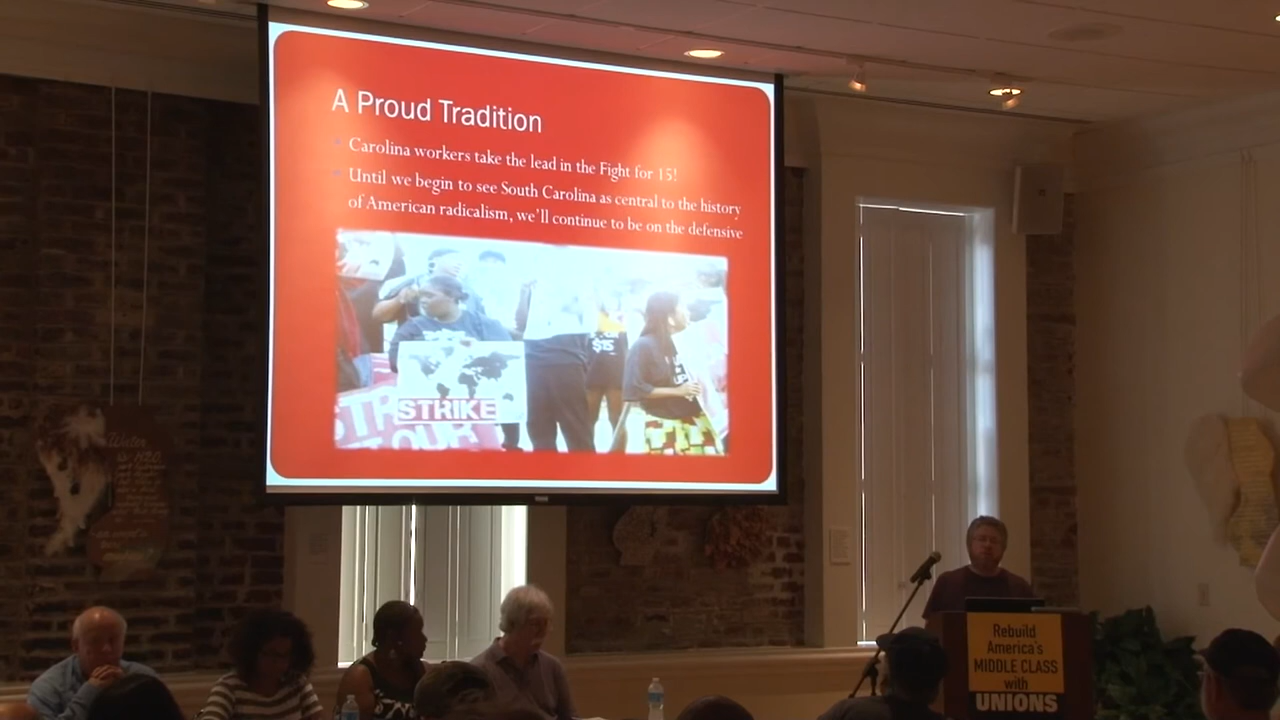 A Proud Tradition
Carolina workers take the lead in the Fight for 15!
Until we begin to see South Carolina as central to the history
of American radicalism, we'll continue to be on the defensive
$15
STRIKE
Rebuild
America's
MIDDLE CLASS
with
UNIONS
Water